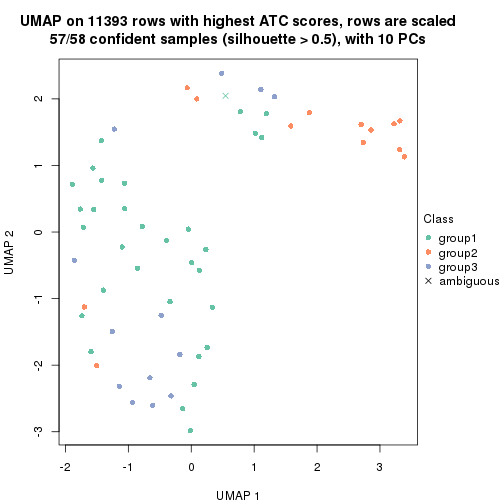 UMAP on 11393 rows with highest ATC scores, rows are scaled
57/58 confident samples (silhouette > 0.5), with 10 PCs
2
1
0
-1
-2
-3
UMAP 2
-2
-1
0
1
2
3
UMAP 1
Class
group1
group2
group3
ambiguous